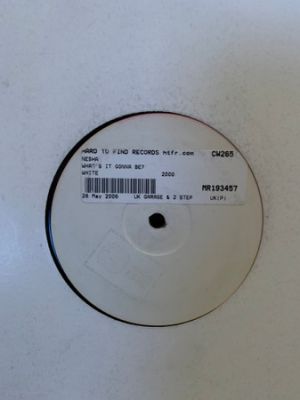 HARD TO FIND RECORDS htfr.com CW265
NESHA
WHAT'S IT GONNA BE?
WHITE 2000
MR193457
26 May 2006 UK GARAGE & 2 STEP UK(P)